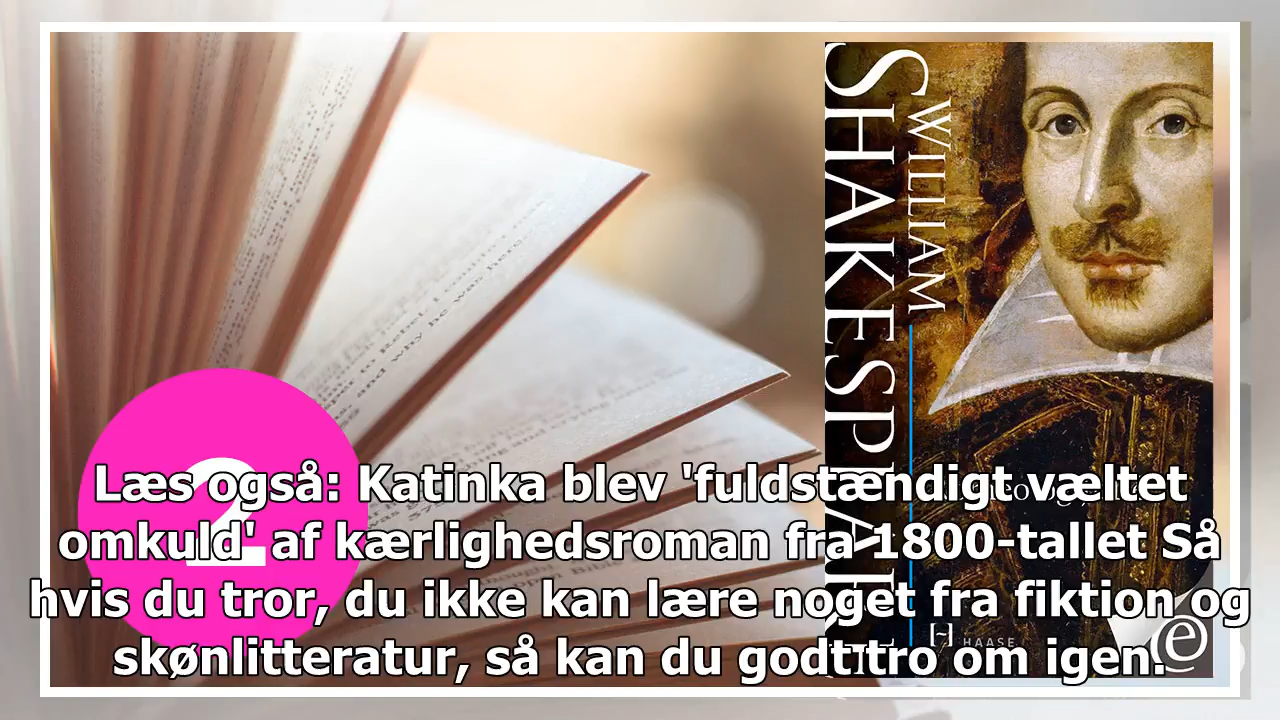 WILLIAM
SHAKESPEARE
2
Læs også: Katinka blev 'fuldstændigt væltet
omkuld' af kærlighedsroman fra 1800-tallet Så
hvis du tror, du ikke kan lære noget fra fiktion og
skønlitteratur, så kan du godt tro om igen.
HAASE
e